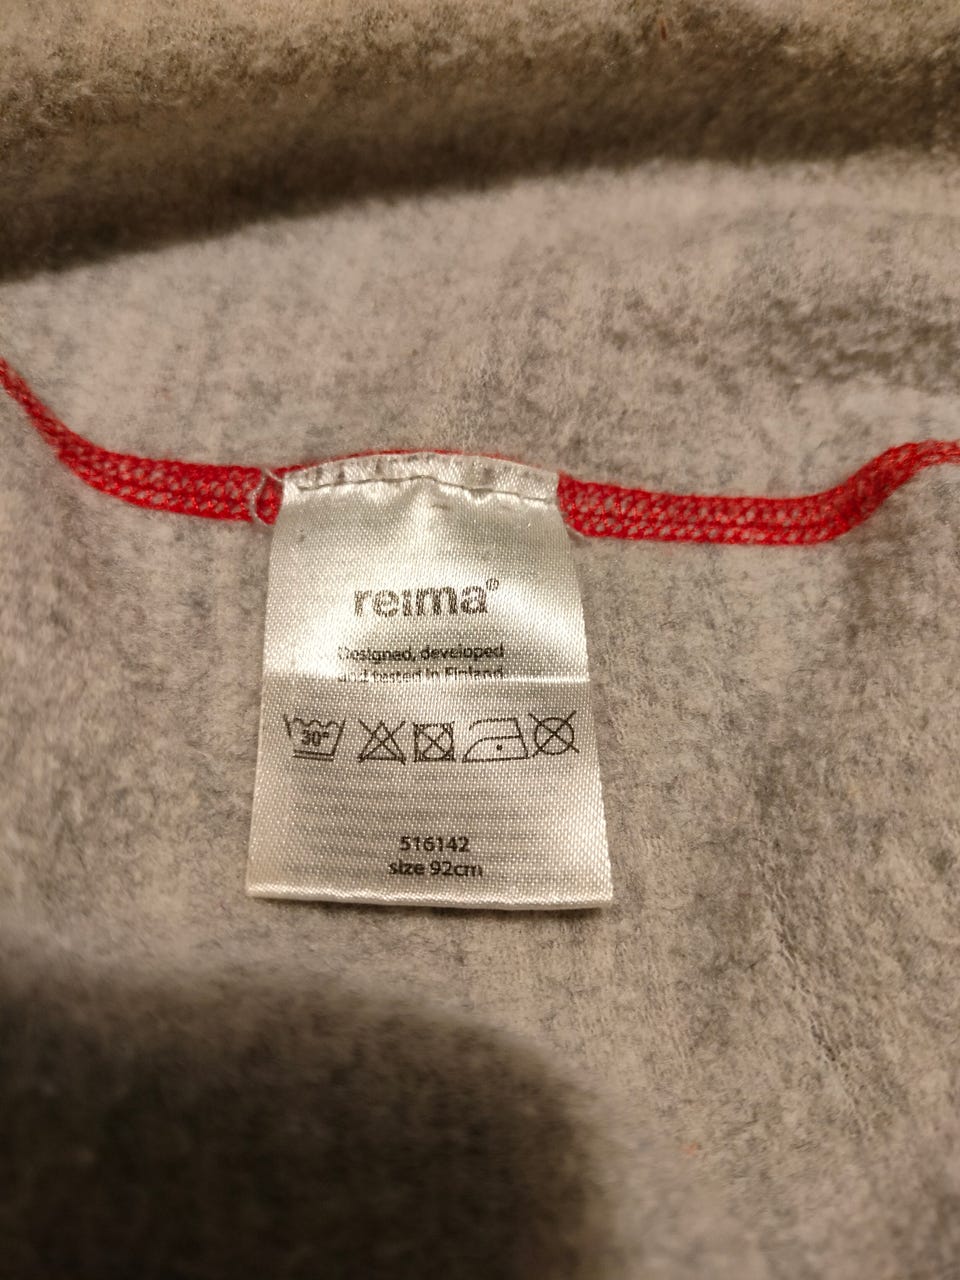 reima®
Designed, developed
and tested in Finland
30°
516142
size 92cm